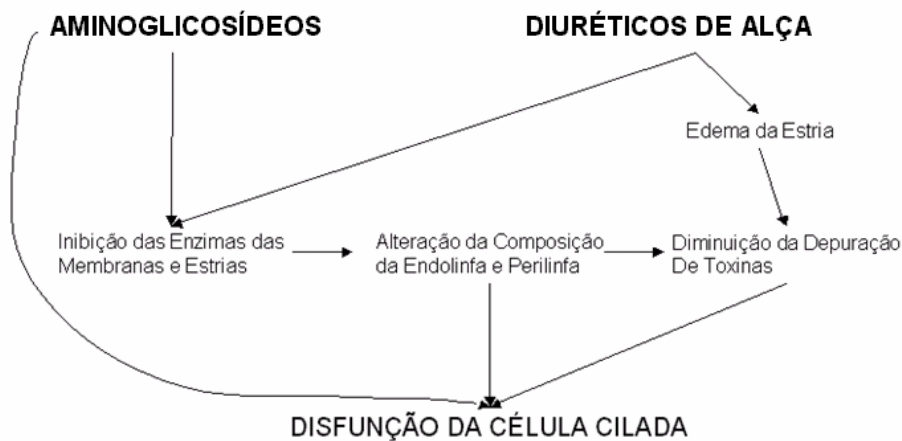 AMINOGLICOSÍDEOS
DIURÉTICOS DE ALÇA
Edema da Estria
Inibição das Enzimas das
Membranas e Estrias
Alteração da Composição
da Endolinfa e Perilinfa
Diminuição da Depuração
De Toxinas
DISFUNÇÃO DA CÉLULA CILADA